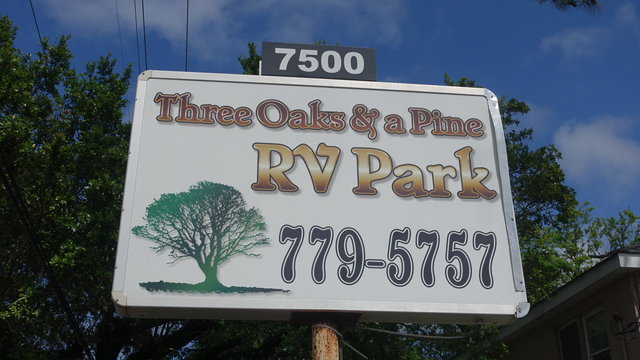 7500
Three Oaks & a Pine
RV Park
779-5757